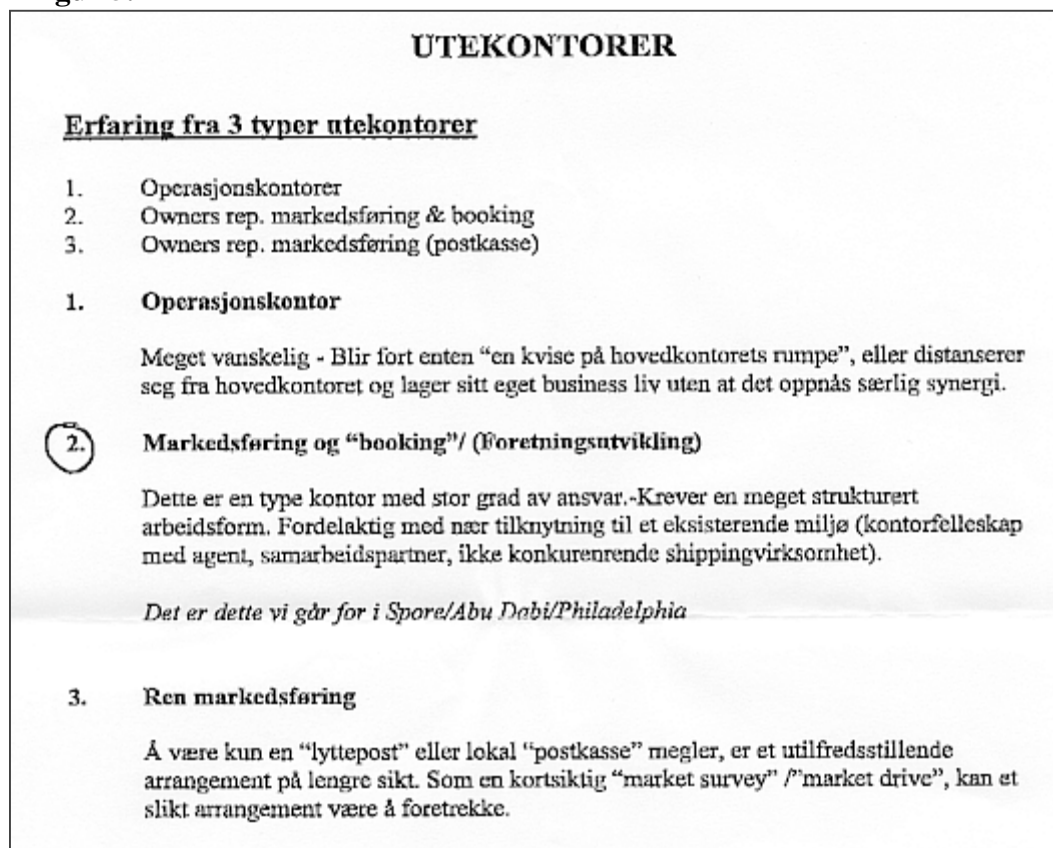 UTEKONTORER
Erfaring fra 3 typer utekontorer
1. Operasjonskontorer
2. Owners rep. markedsføring & booking
3. Owners rep. markedsføring (postkasse)
1. Operasjonskontor
Meget vanskelig - Blir fort enten “en kvise på hovedkontorets rumpe”, eller distanserer
seg fra hovedkontoret og lager sitt eget business liv uten at det oppnås særlig synergi.
2. Markedsføring og “booking”/ (Foretningsutvikling)
Dette er en type kontor med stor grad av ansvar.-Krever en meget strukturert
arbeidsform. Fordelaktig med nær tilknytning til et eksisterende miljø (kontorfelleskap
med agent, samarbeidspartner, ikke konkurenrende shippingvirksomhet).
Det er dette vi går for i Spore/Abu Dabi/Philadelphia
3. Ren markedsføring
Å være kun en “lyttepost” eller lokal “postkasse” megler, er et utilfredsstillende
arrangement på lengre sikt. Som en kortsiktig “market survey” /”market drive”, kan et
slikt arrangement være å foretrekke.